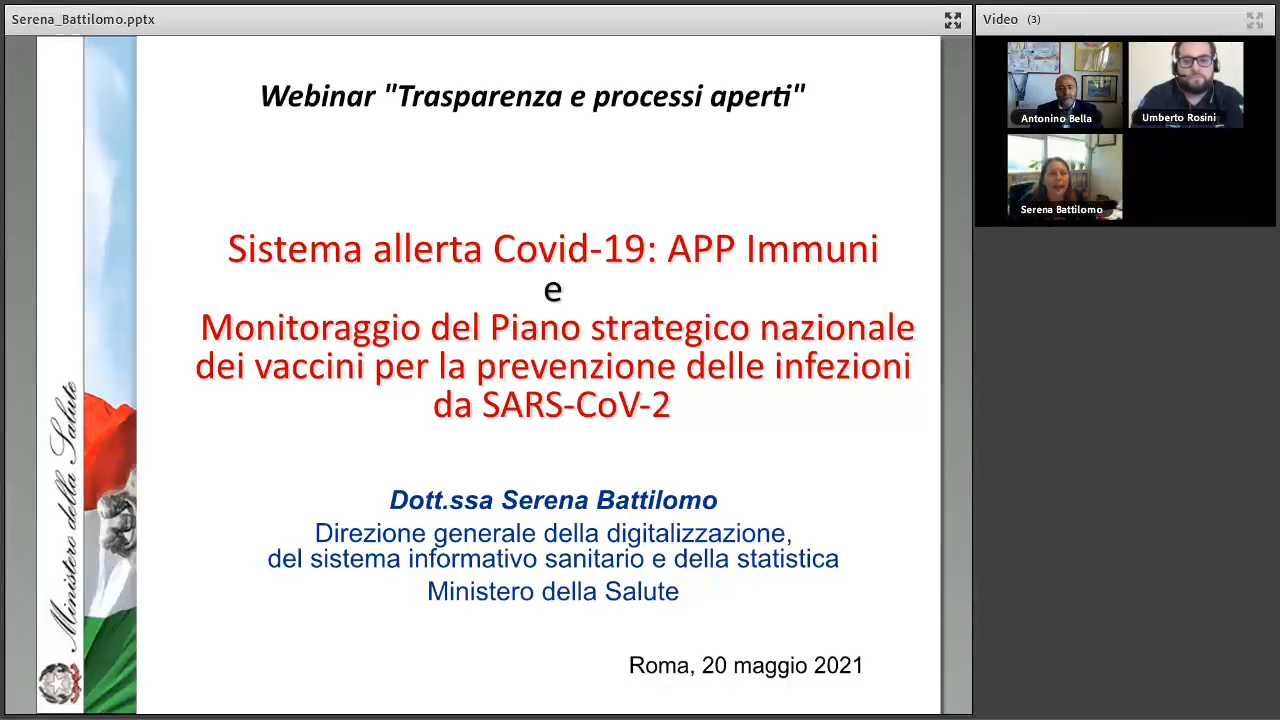 Serena_Battilomo.pptx
Video (3)
Webinar "Trasparenza e processi aperti"
Sistema allerta Covid-19: APP Immuni
e
Monitoraggio del Piano strategico nazionale
dei vaccini per la prevenzione delle infezioni
da SARS-CoV-2
Dott.ssa Serena Battilomo
Direzione generale della digitalizzazione,
del sistema informativo sanitario e della statistica
Ministero della Salute
Roma, 20 maggio 2021
Ministero della Salute
Antonino Bella
Umberto Rosini
Serena Battilomo